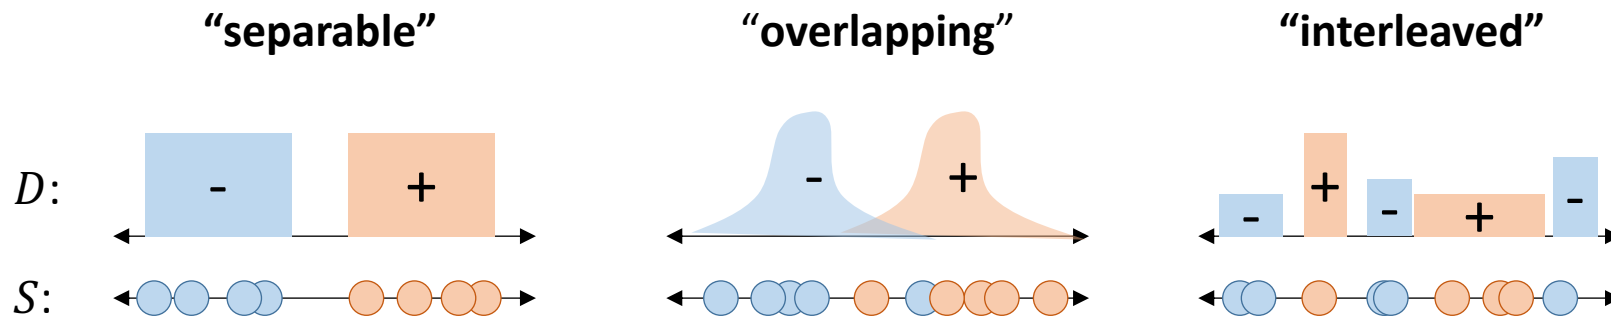 “separable” “overlapping” “interleaved”
D: - + - + - + - + -
S: